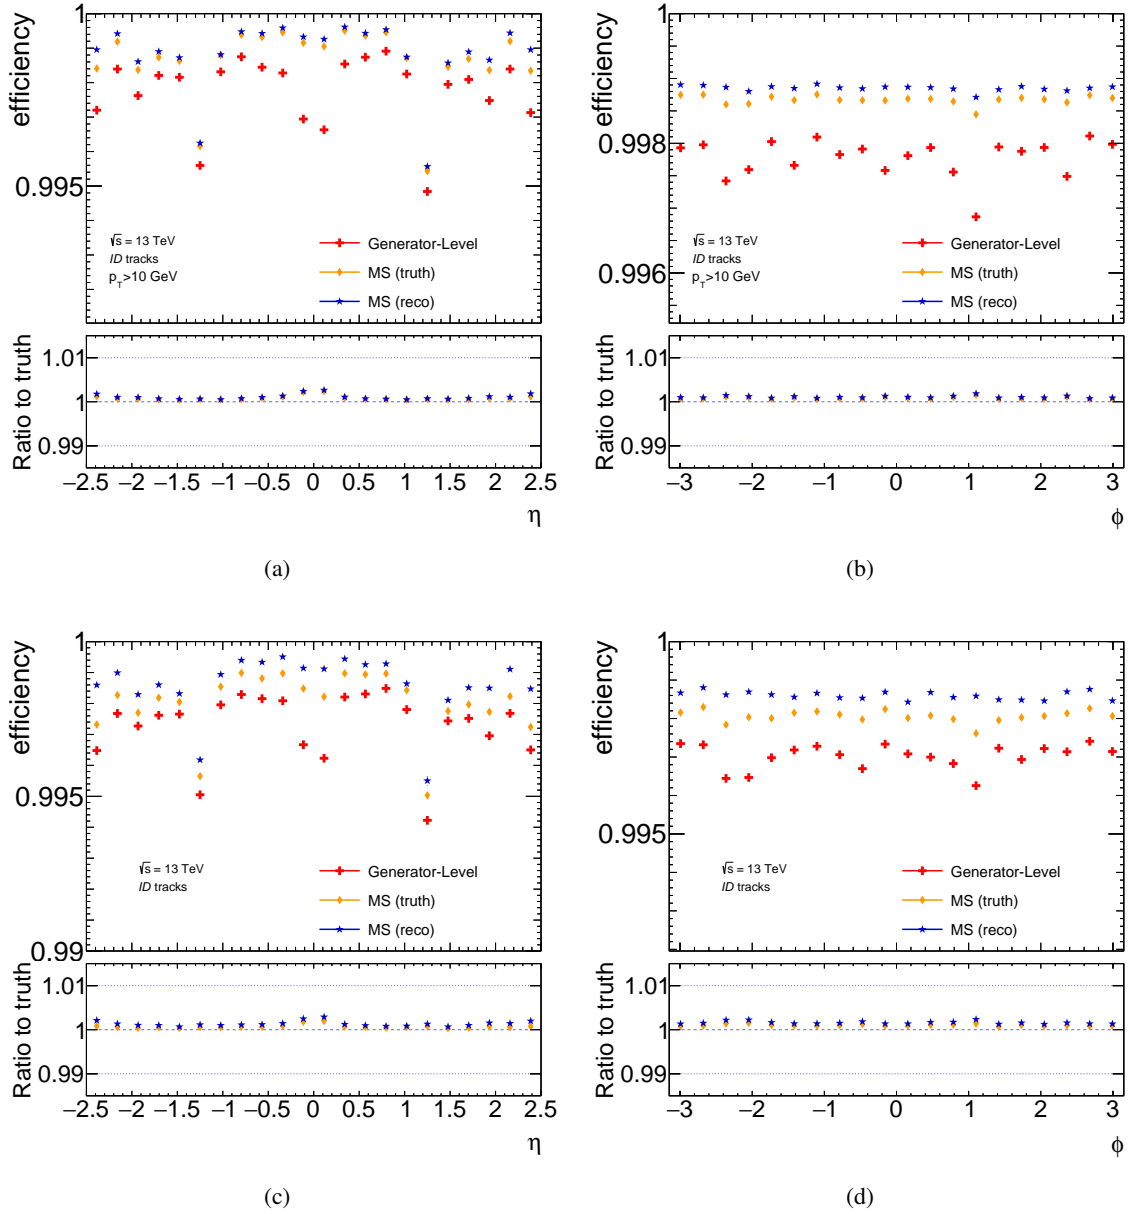 efficiency
1
0.995
√s = 13 TeV
ID tracks
p_T>10 GeV
Generator-Level
MS (truth)
MS (reco)
Ratio to truth
1.01
1
0.99
−2.5 −2 −1.5 −1 −0.5 0 0.5 1 1.5 2 2.5
η
(a)
efficiency
1
0.998
0.996
√s = 13 TeV
ID tracks
p_T>10 GeV
Generator-Level
MS (truth)
MS (reco)
Ratio to truth
1.01
1
0.99
−3 −2 −1 0 1 2 3
ϕ
(b)
efficiency
1
0.995
0.99
√s = 13 TeV
ID tracks
Generator-Level
MS (truth)
MS (reco)
Ratio to truth
1.01
1
0.99
−2.5 −2 −1.5 −1 −0.5 0 0.5 1 1.5 2 2.5
η
(c)
efficiency
1
0.995
√s = 13 TeV
ID tracks
Generator-Level
MS (truth)
MS (reco)
Ratio to truth
1.01
1
0.99
−3 −2 −1 0 1 2 3
ϕ
(d)